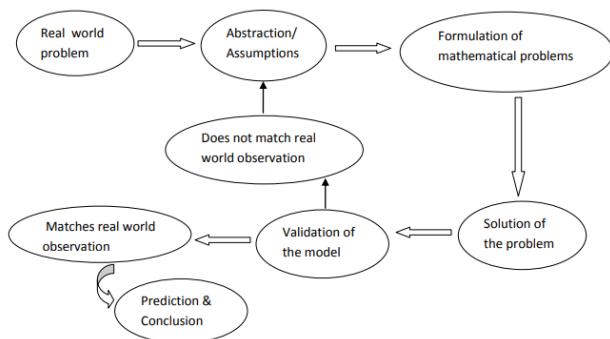 Real world
problem
Abstraction/
Assumptions
Formulation of
mathematical problems
Does not match real
world observation
Matches real world
observation
Validation of
the model
Solution of
the problem
Prediction &
Conclusion